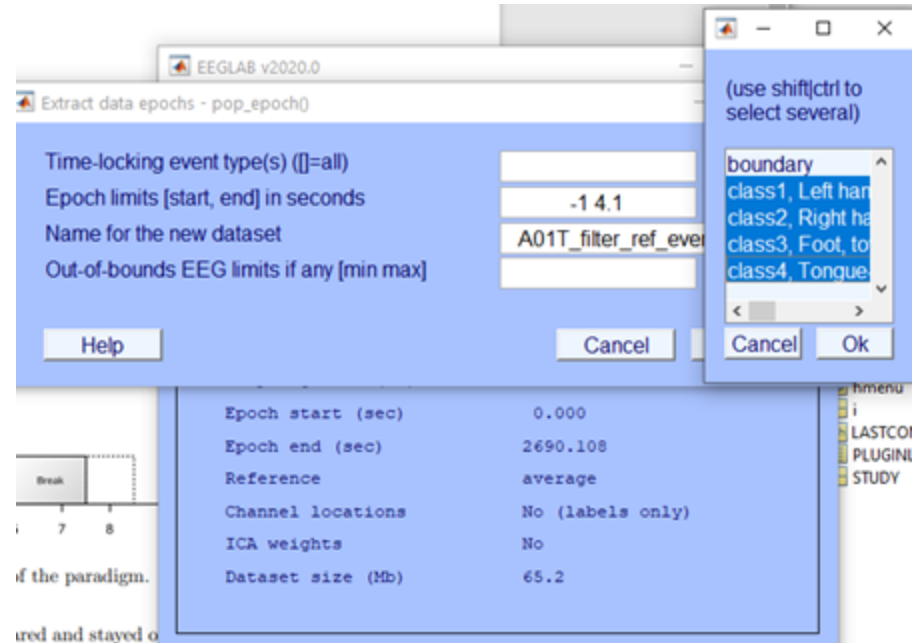 EEGLAB v2020.0
Extract data epochs - pop_epoch()
Time-locking event type(s) ([]=all)
Epoch limits [start, end] in seconds
-1 4.1
Name for the new dataset
A01T_filter_ref_eve
Out-of-bounds EEG limits if any [min max]
Help
Cancel
(use shift|ctrl to
select several)
boundary
class1, Left han
class2, Right ha
class3, Foot, to
class4, Tongue
Cancel
Ok
Epoch start (sec) 0.000
Epoch end (sec) 2690.108
Reference average
Channel locations No (labels only)
ICA weights No
Dataset size (Mb) 65.2
hmenu
i
LASTCOM
PLUGINL
STUDY
Break
7 8
of the paradigm.
ared and stayed o